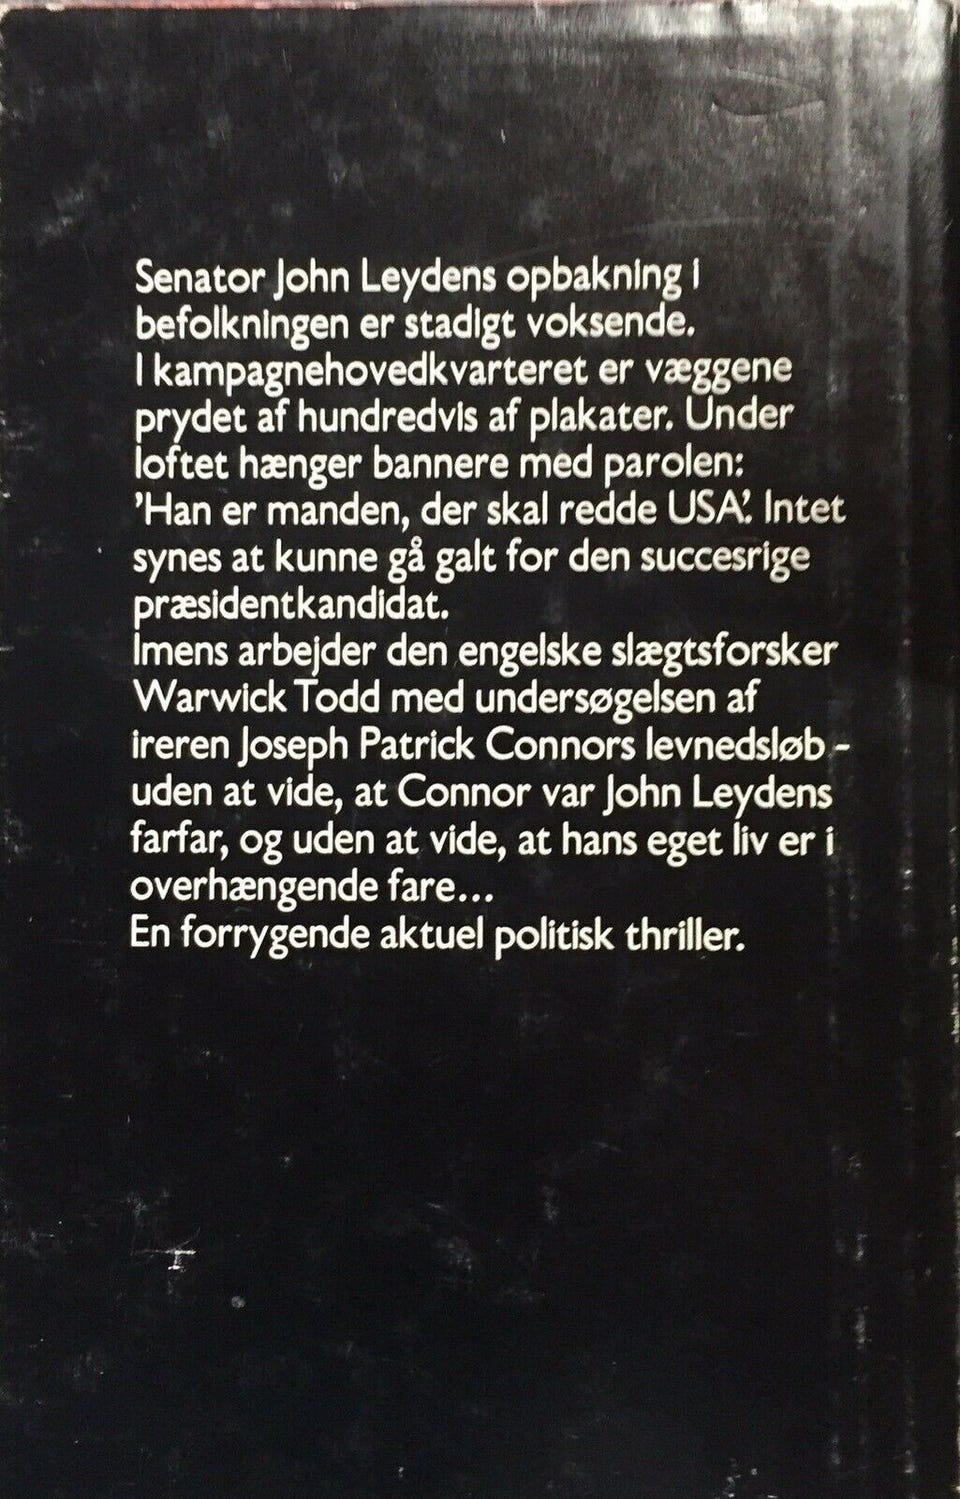 Senator John Leydens opbakning i
befolkningen er stadigt voksende.
I kampagnehovedkvarteret er væggene
prydet af hundredvis af plakater. Under
loftet hænger bannere med parolen:
'Han er manden, der skal redde USA'. Intet
synes at kunne gå galt for den succesrige
præsidentkandidat.
Imens arbejder den engelske slægtsforsker
Warwick Todd med undersøgelsen af
ireren Joseph Patrick Connors levnedsløb -
uden at vide, at Connor var John Leydens
farfar, og uden at vide, at hans eget liv er i
overhængende fare...
En forrygende aktuel politisk thriller.